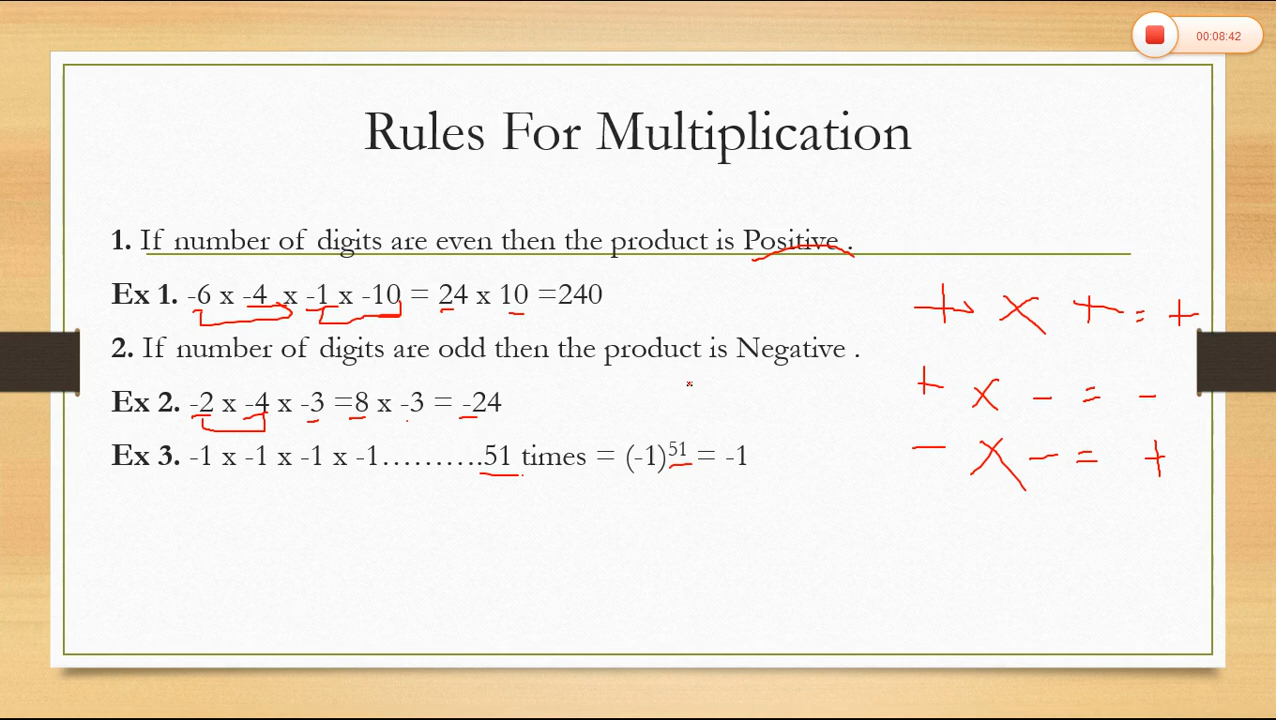 00:08:42
Rules For Multiplication
1. If number of digits are even then the product is Positive .
Ex 1. -6 x -4 x -1 x -10 = 24 x 10 =240
+ x + = +
2. If number of digits are odd then the product is Negative .
+ x - = -
Ex 2. -2 x -4 x -3 =8 x -3 = -24
Ex 3. -1 x -1 x -1 x -1……….51 times = (-1)⁵¹ = -1
- x - = +